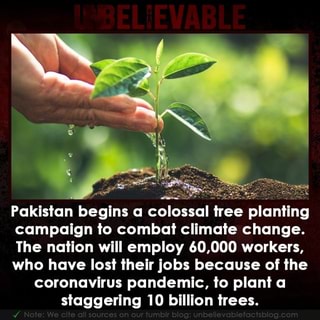 UNBELIEVABLE
Pakistan begins a colossal tree planting
campaign to combat climate change.
The nation will employ 60,000 workers,
who have lost their jobs because of the
coronavirus pandemic, to plant a
staggering 10 billion trees.
✓ Note: We cite all sources on our tumblr blog: unbelievablefactsblog.com